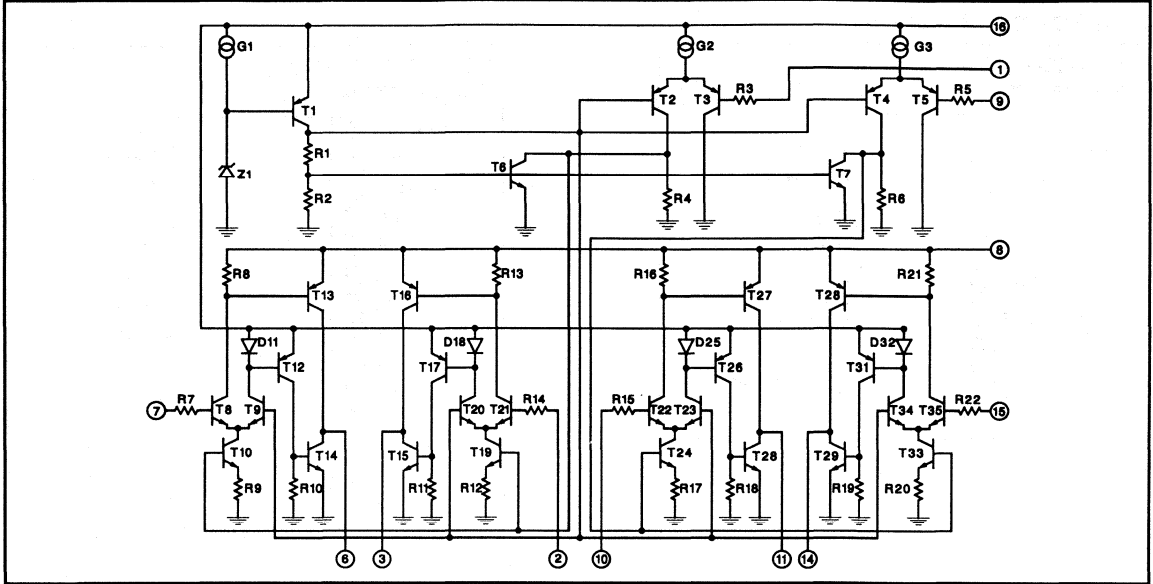 G1 G2 G3 16
1
R3
T1 T2 T3 T4 T5 R5 9
R1
T6 T7
Z1 R2 R4 R6
8
R8 R13 R16 R21
T13 T16 T27 T28
D11 D18 D25 D32
T12 T17 T26 T31
7 R7 T8 T9 T20 T21 R14 R15 T22 T23 T34 T35 R22 15
T10 T14 T15 T19 T24 T28 T29 T33
R9 R10 R11 R12 R17 R18 R19 R20
6 3 2 10 11 14